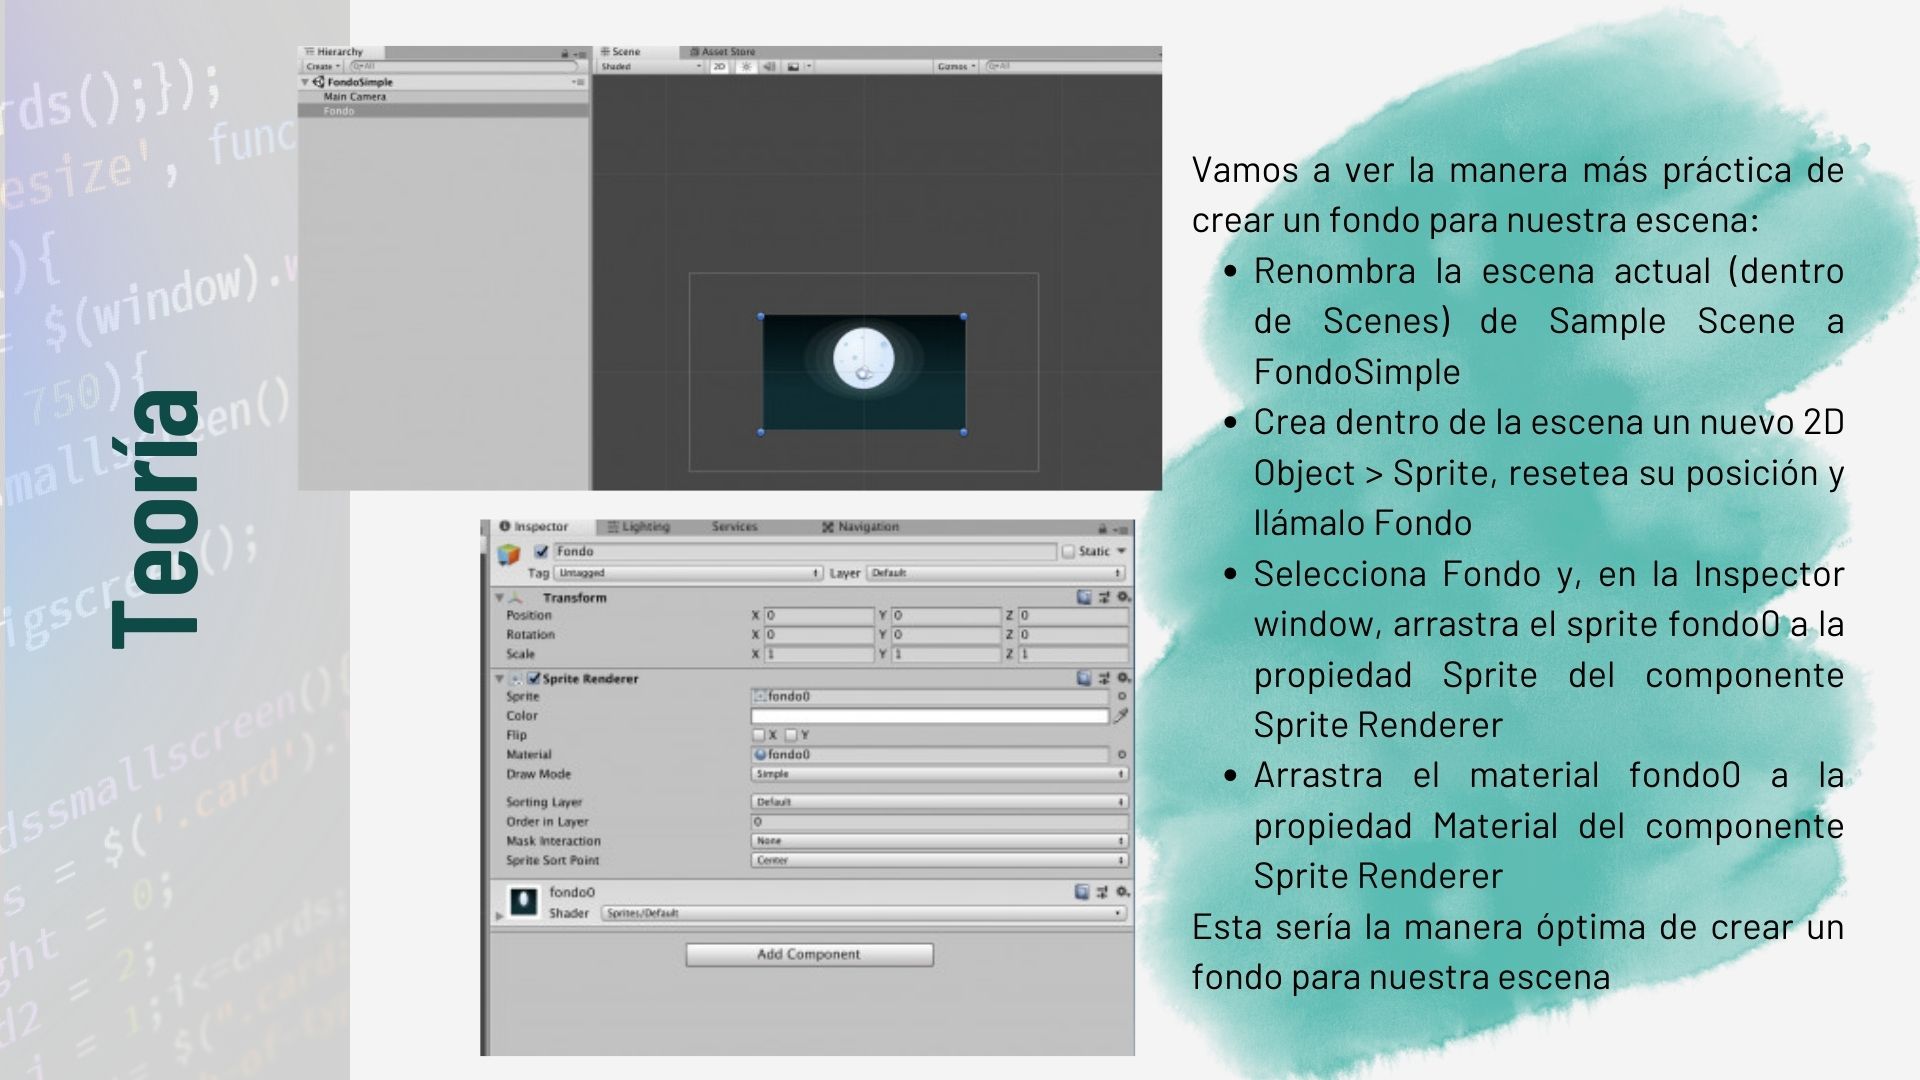 Teoría
Hierarchy
Create
All
FondoSimple
Main Camera
Fondo
Scene
Asset Store
Shaded
2D
Gizmos
All
Inspector
Lighting
Services
Navigation
Fondo
Static
Tag Untagged
Layer Default
Transform
Position X 0 Y 0 Z 0
Rotation X 0 Y 0 Z 0
Scale X 1 Y 1 Z 1
Sprite Renderer
Sprite fondo0
Color
Flip X Y
Material fondo0
Draw Mode Simple
Sorting Layer Default
Order in Layer 0
Mask Interaction None
Sprite Sort Point Center
fondo0
Shader Sprites/Default
Add Component
Vamos a ver la manera más práctica de
crear un fondo para nuestra escena:
• Renombra la escena actual (dentro
de Scenes) de Sample Scene a
FondoSimple
• Crea dentro de la escena un nuevo 2D
Object > Sprite, resetea su posición y
llámalo Fondo
• Selecciona Fondo y, en la Inspector
window, arrastra el sprite fondo0 a la
propiedad Sprite del componente
Sprite Renderer
• Arrastra el material fondo0 a la
propiedad Material del componente
Sprite Renderer
Esta sería la manera óptima de crear un
fondo para nuestra escena